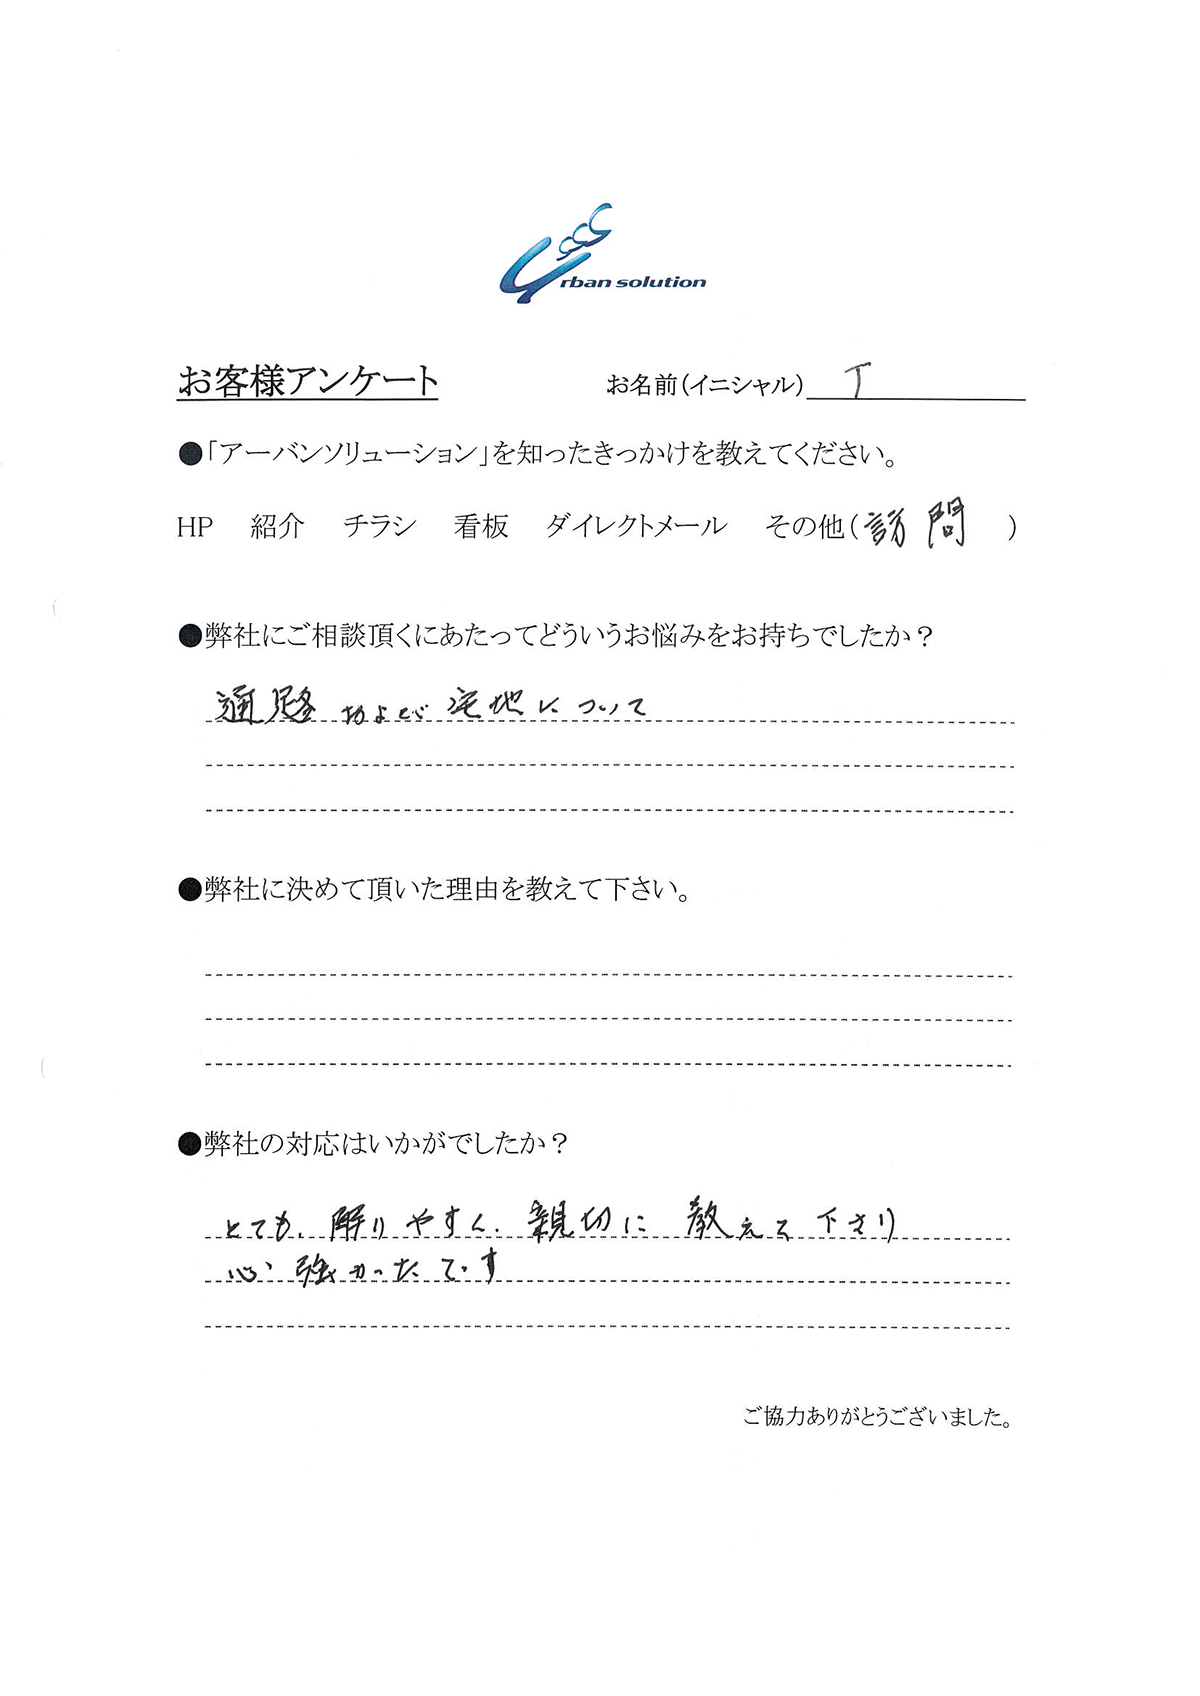 Urban solution
お客様アンケート お名前（イニシャル） T
●「アーバンソリューション」を知ったきっかけを教えてください。
HP 紹介 チラシ 看板 ダイレクトメール その他（訪問）
●弊社にご相談頂くにあたってどういうお悩みをお持ちでしたか？
通路および宅地について
●弊社に決めて頂いた理由を教えて下さい。
●弊社の対応はいかがでしたか？
とても、解りやすく、親切に教えて下さり
心強かったです
ご協力ありがとうございました。